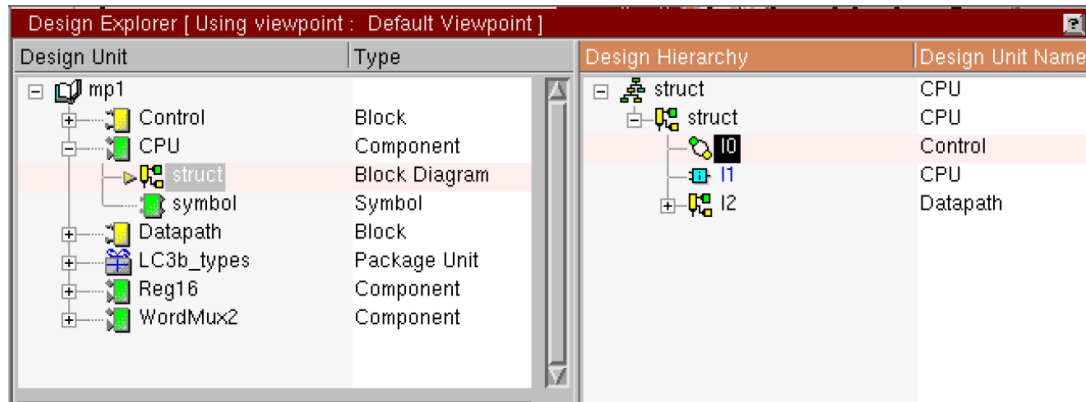 Design Explorer [ Using viewpoint : Default Viewpoint ]
Design Unit Type
mp1
Control Block
CPU Component
struct Block Diagram
symbol Symbol
Datapath Block
LC3b_types Package Unit
Reg16 Component
WordMux2 Component
Design Hierarchy Design Unit Name
struct CPU
struct CPU
I0 Control
I1 CPU
I2 Datapath